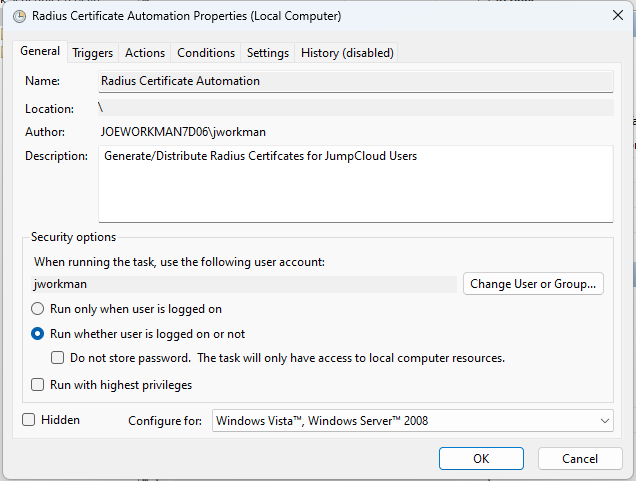 Radius Certificate Automation Properties (Local Computer)
General Triggers Actions Conditions Settings History (disabled)
Name: Radius Certificate Automation
Location: \
Author: JOEWORKMAN7D06\jworkman
Description: Generate/Distribute Radius Certifcates for JumpCloud Users
Security options
When running the task, use the following user account:
jworkman Change User or Group...
Run only when user is logged on
Run whether user is logged on or not
Do not store password. The task will only have access to local computer resources.
Run with highest privileges
Hidden Configure for: Windows Vista™, Windows Server™ 2008
OK Cancel